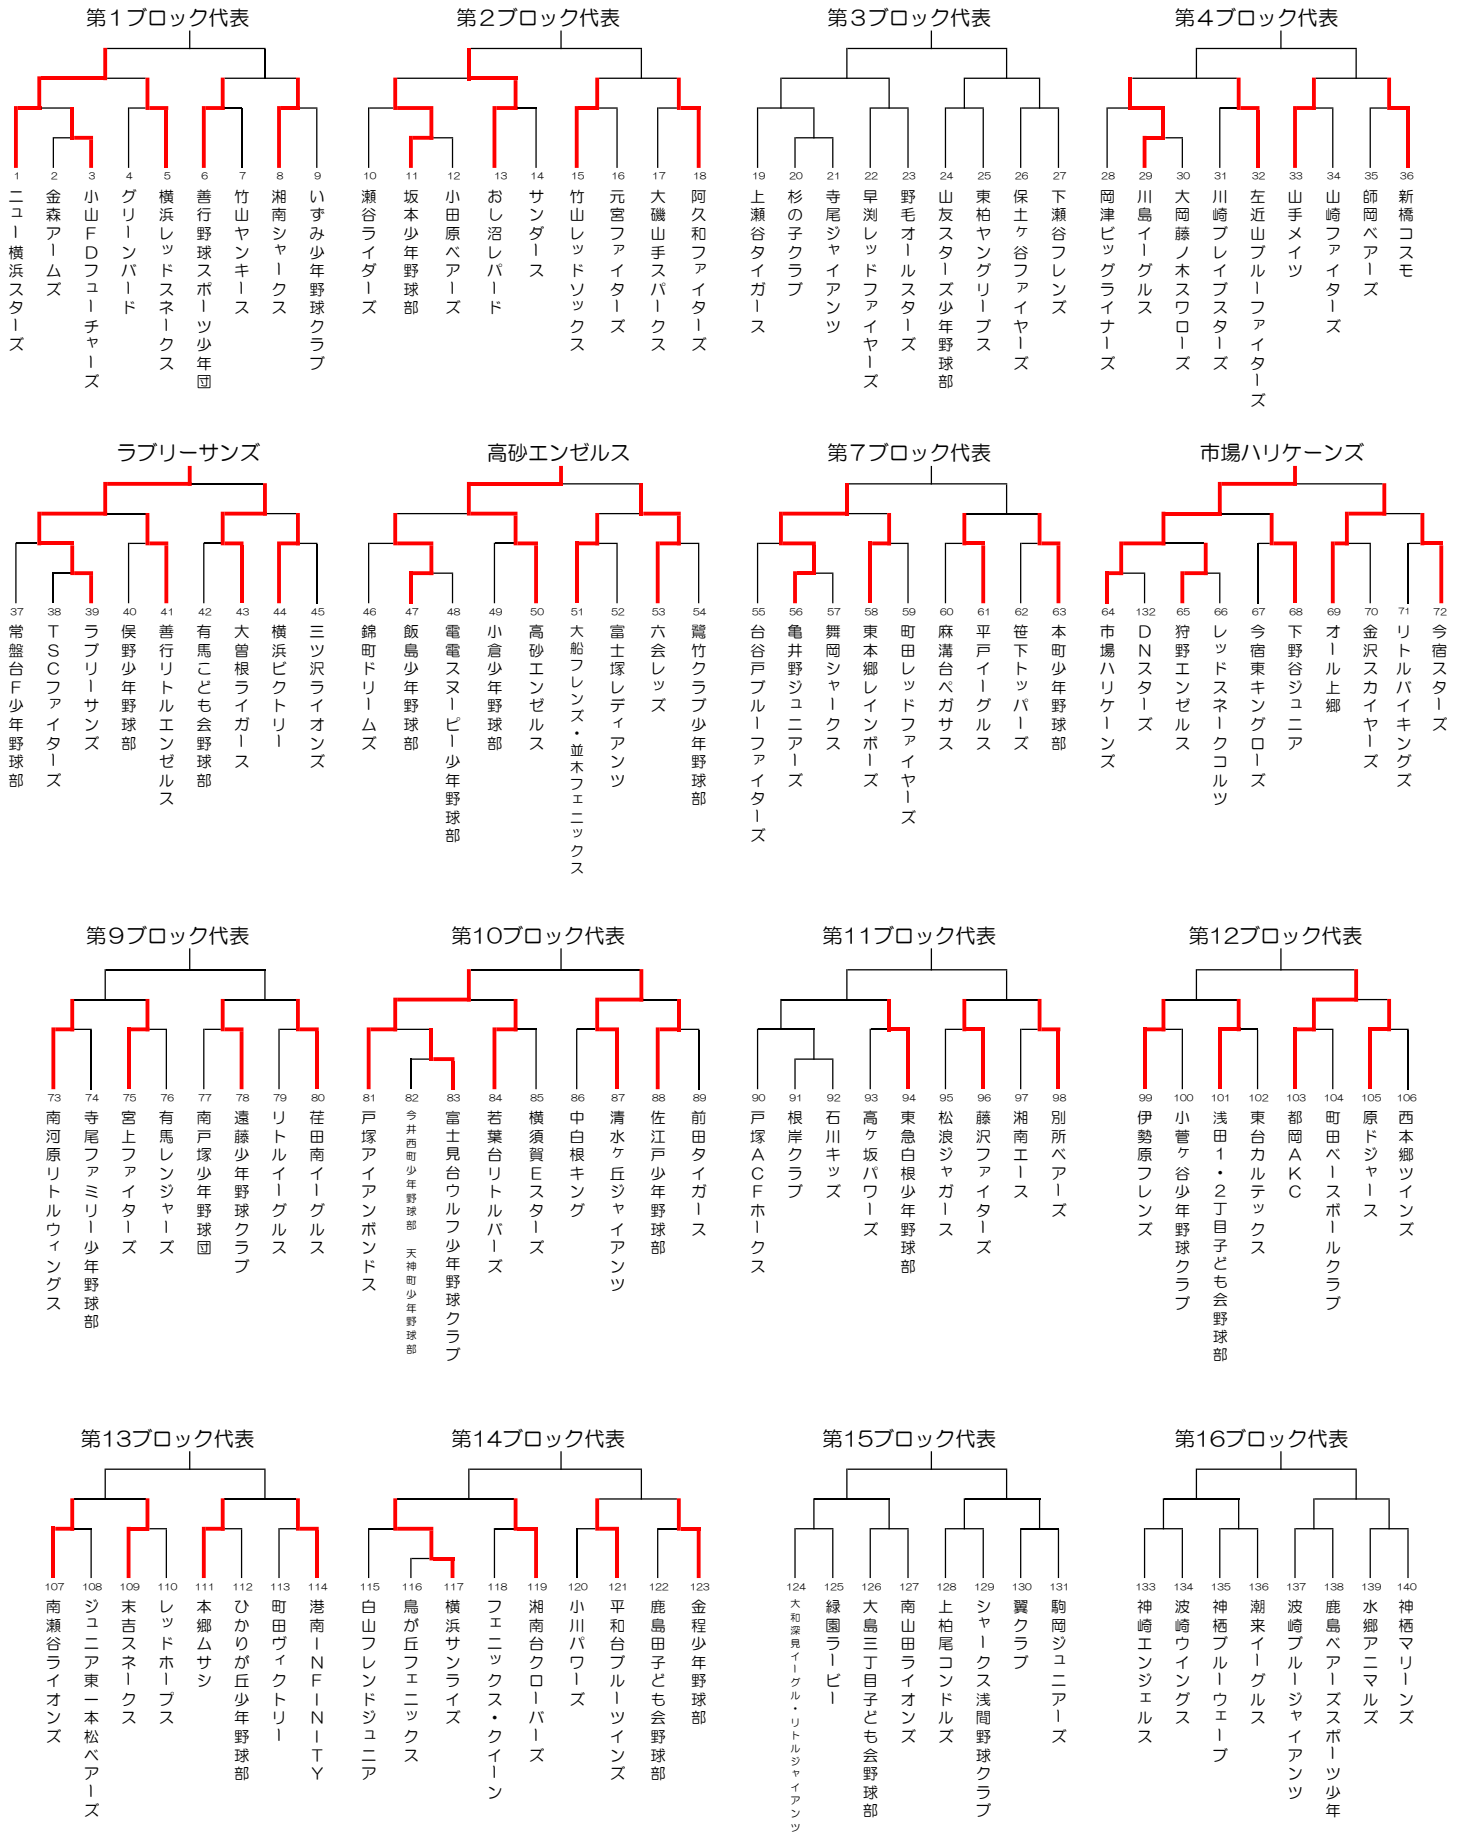 第1ブロック代表
第2ブロック代表
第3ブロック代表
第4ブロック代表
1 ニュー横浜スターズ
2 金森アームズ
3 小山FDフューチャーズ
4 グリーンバード
5 横浜レッドスネークス
6 善行野球スポーツ少年団
7 竹山ヤンキース
8 湘南シャークス
9 いずみ少年野球クラブ
10 瀬谷ライダーズ
11 坂本少年野球部
12 小田原ベアーズ
13 おし沼レパード
14 サンダース
15 竹山レッドソックス
16 元宮ファイターズ
17 大磯山手スパークス
18 阿久和ファイターズ
19 上瀬谷タイガース
20 杉の子クラブ
21 寺尾ジャイアンツ
22 早渕レッドファイヤーズ
23 野毛オールスターズ
24 山友スターズ少年野球部
25 東柏ヤングリーブス
26 保土ヶ谷ファイヤーズ
27 下瀬谷フレンズ
28 岡津ビッグライナーズ
29 川島イーグルス
30 大岡藤ノ木スワローズ
31 川崎ブレイブスターズ
32 左近山ブルーファイターズ
33 山手メイツ
34 山崎ファイターズ
35 師岡ベアーズ
36 新橋コスモ
ラブリーサンズ
高砂エンゼルス
第7ブロック代表
市場ハリケーンズ
37 常盤台F少年野球部
38 TSCファイターズ
39 ラブリーサンズ
40 俣野少年野球部
41 善行リトルエンゼルス
42 有馬こども会野球部
43 大曽根ライガース
44 横浜ビクトリー
45 三ツ沢ライオンズ
46 錦町ドリームズ
47 飯島少年野球部
48 電電スヌーピー少年野球部
49 小倉少年野球部
50 高砂エンゼルス
51 大船フレンズ・並木フェニックス
52 富士塚レディアンツ
53 六会レッズ
54 鷺竹クラブ少年野球部
55 台谷戸ブルーファイターズ
56 亀井野ジュニアーズ
57 舞岡シャークス
58 東本郷レインボーズ
59 町田レッドファイヤーズ
60 麻溝台ペガサス
61 平戸イーグルス
62 笹下トッパーズ
63 本町少年野球部
64 市場ハリケーンズ
132 DNスターズ
65 狩野エンゼルス
66 レッドスネークコルツ
67 今宿東キングローズ
68 下野谷ジュニア
69 オール上郷
70 金沢スカイヤーズ
71 リトルバイキングズ
72 今宿スターズ
第9ブロック代表
第10ブロック代表
第11ブロック代表
第12ブロック代表
73 南河原リトルウィングス
74 寺尾ファミリー少年野球部
75 宮上ファイターズ
76 有馬レンジャーズ
77 南戸塚少年野球団
78 遠藤少年野球クラブ
79 リトルイーグルス
80 荏田南イーグルス
81 戸塚アイアンボンドス
82 今井西町少年野球部 天神町少年野球部
83 富士見台ウルフ少年野球クラブ
84 若葉台リトルバーズ
85 横須賀Eスターズ
86 中白根キング
87 清水ヶ丘ジャイアンツ
88 佐江戸少年野球部
89 前田タイガース
90 戸塚ACFホークス
91 根岸クラブ
92 石川キッズ
93 高ヶ坂パワーズ
94 東急白根少年野球部
95 松浪ジャガース
96 藤沢ファイターズ
97 湘南エース
98 別所ベアーズ
99 伊勢原フレンズ
100 小菅ヶ谷少年野球クラブ
101 浅田1・2丁目子ども会野球部
102 東台カルテックス
103 都岡AKC
104 町田ベースボールクラブ
105 原ドジャース
106 西本郷ツインズ
第13ブロック代表
第14ブロック代表
第15ブロック代表
第16ブロック代表
107 南瀬谷ライオンズ
108 ジュニア東一本松ベアーズ
109 末吉スネークス
110 レッドホープス
111 本郷ムサシ
112 ひかりが丘少年野球部
113 町田ヴィクトリー
114 港南INFINITY
115 白山フレンドジュニア
116 鳥が丘フェニックス
117 横浜サンライズ
118 フェニックス・クイーン
119 湘南台クローバーズ
120 小川パワーズ
121 平和台ブルーツインズ
122 鹿島田子ども会野球部
123 金程少年野球部
124 大和深見イーグル・リトルジャイアンツ
125 緑園ラービー
126 大島三丁目子ども会野球部
127 南山田ライオンズ
128 上柏尾コンドルズ
129 シャークス浅間野球クラブ
130 翼クラブ
131 駒岡ジュニアーズ
133 神崎エンジェルス
134 波崎ウイングス
135 神栖ブルーウェーブ
136 潮来イーグルス
137 波崎ブルージャイアンツ
138 鹿島ベアーズスポーツ少年
139 水郷アニマルズ
140 神栖マリーンズ